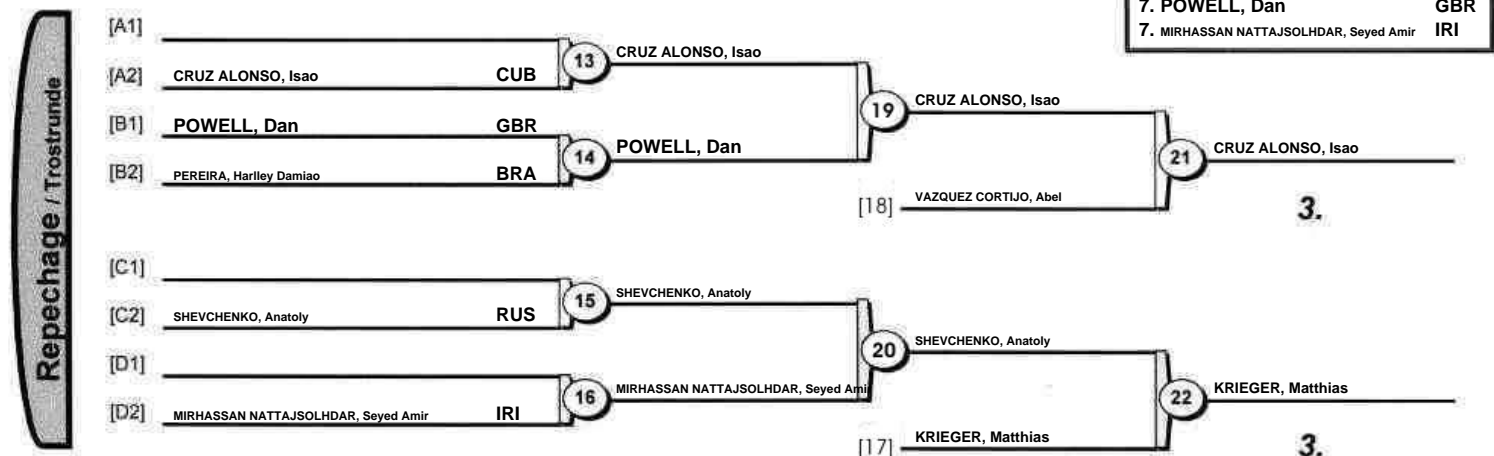 7. POWELL, Dan GBR
7. MIRHASSAN NATTAJSOLHDAR, Seyed Amir IRI
Repechage / Trostrunde
[A1]
[A2] CRUZ ALONSO, Isao CUB
13 CRUZ ALONSO, Isao
[B1] POWELL, Dan GBR
[B2] PEREIRA, Harlley Damiao BRA
14 POWELL, Dan
19 CRUZ ALONSO, Isao
[18] VAZQUEZ CORTIJO, Abel
21 CRUZ ALONSO, Isao
3.
[C1]
[C2] SHEVCHENKO, Anatoly RUS
15 SHEVCHENKO, Anatoly
[D1]
[D2] MIRHASSAN NATTAJSOLHDAR, Seyed Amir IRI
16 MIRHASSAN NATTAJSOLHDAR, Seyed Amir
20 SHEVCHENKO, Anatoly
[17] KRIEGER, Matthias
22 KRIEGER, Matthias
3.